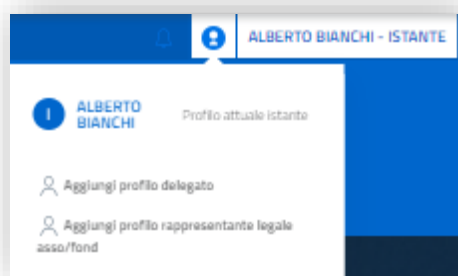 ALBERTO BIANCHI - ISTANTE
I
ALBERTO
BIANCHI
Profilo attuale istante
Aggiungi profilo delegato
Aggiungi profilo rappresentante legale
asso/fond